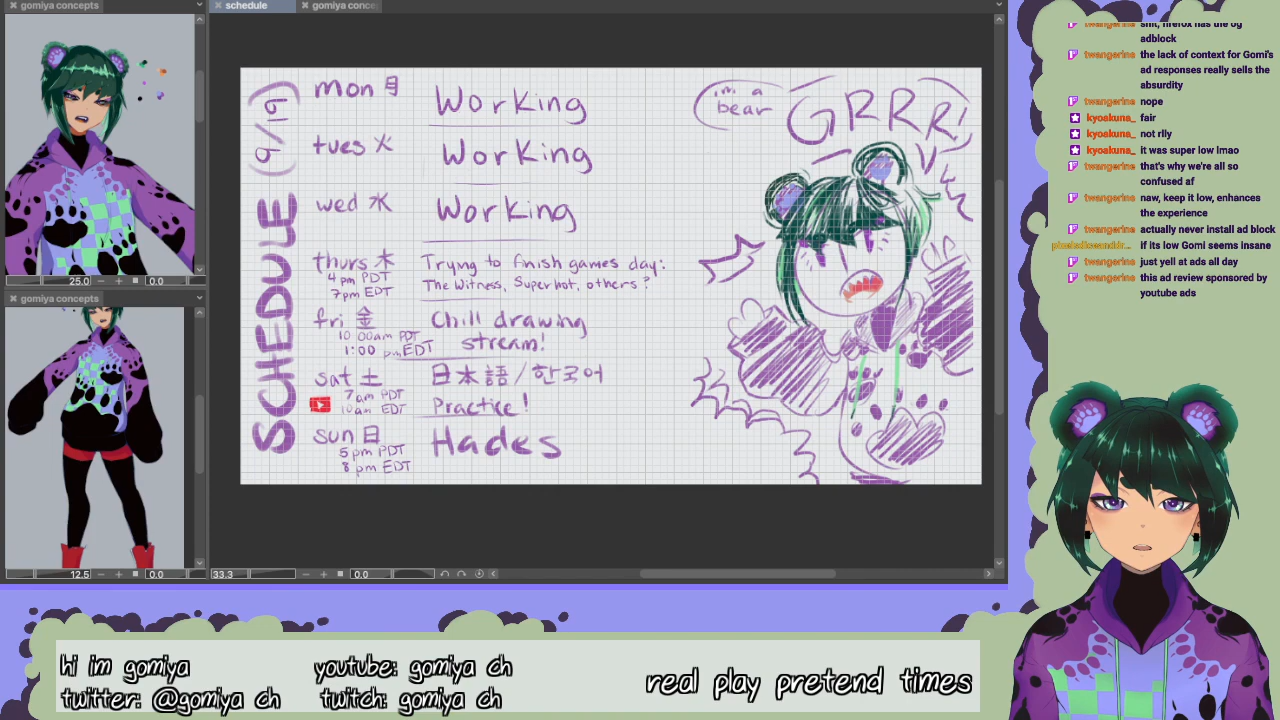 gomiya concepts
schedule
gomiya conce
25.0
0.0
gomiya concepts
12.5
0.0
SCHEDULE (9/19)
mon 月 Working
tues 火 Working
wed 水 Working
thurs 木 Tryıng to finish games day:
4pm PDT The Witness, Superhot, others?
7pm EDT
fri 金 Chill drawing
10:00am PDT stream!
1:00 pm EDT
sat 土 日本語/한국어
7am PDT Practice!
10am EDT
sun 日 Hades
5pm PDT
8pm EDT
i'm a
bear
GRRR!
33.3
0.0
twangerine shit, firefox has the og
adblock
twangerine the lack of context for Gomi's
ad responses really sells the
absurdity
twangerine nope
kyoakuna_ fair
kyoakuna_ not rlly
kyoakuna_ it was super low lmao
twangerine that's why we're all so
confused af
twangerine naw, keep it low, enhances
the experience
twangerine actually never install ad block
if its low Gomi seems insane
twangerine just yell at ads all day
twangerine this ad review sponsored by
youtube ads
hi im gomiya
youtube: gomiya ch
twitter: @gomiya ch
twitch: gomiya ch
real play pretend times